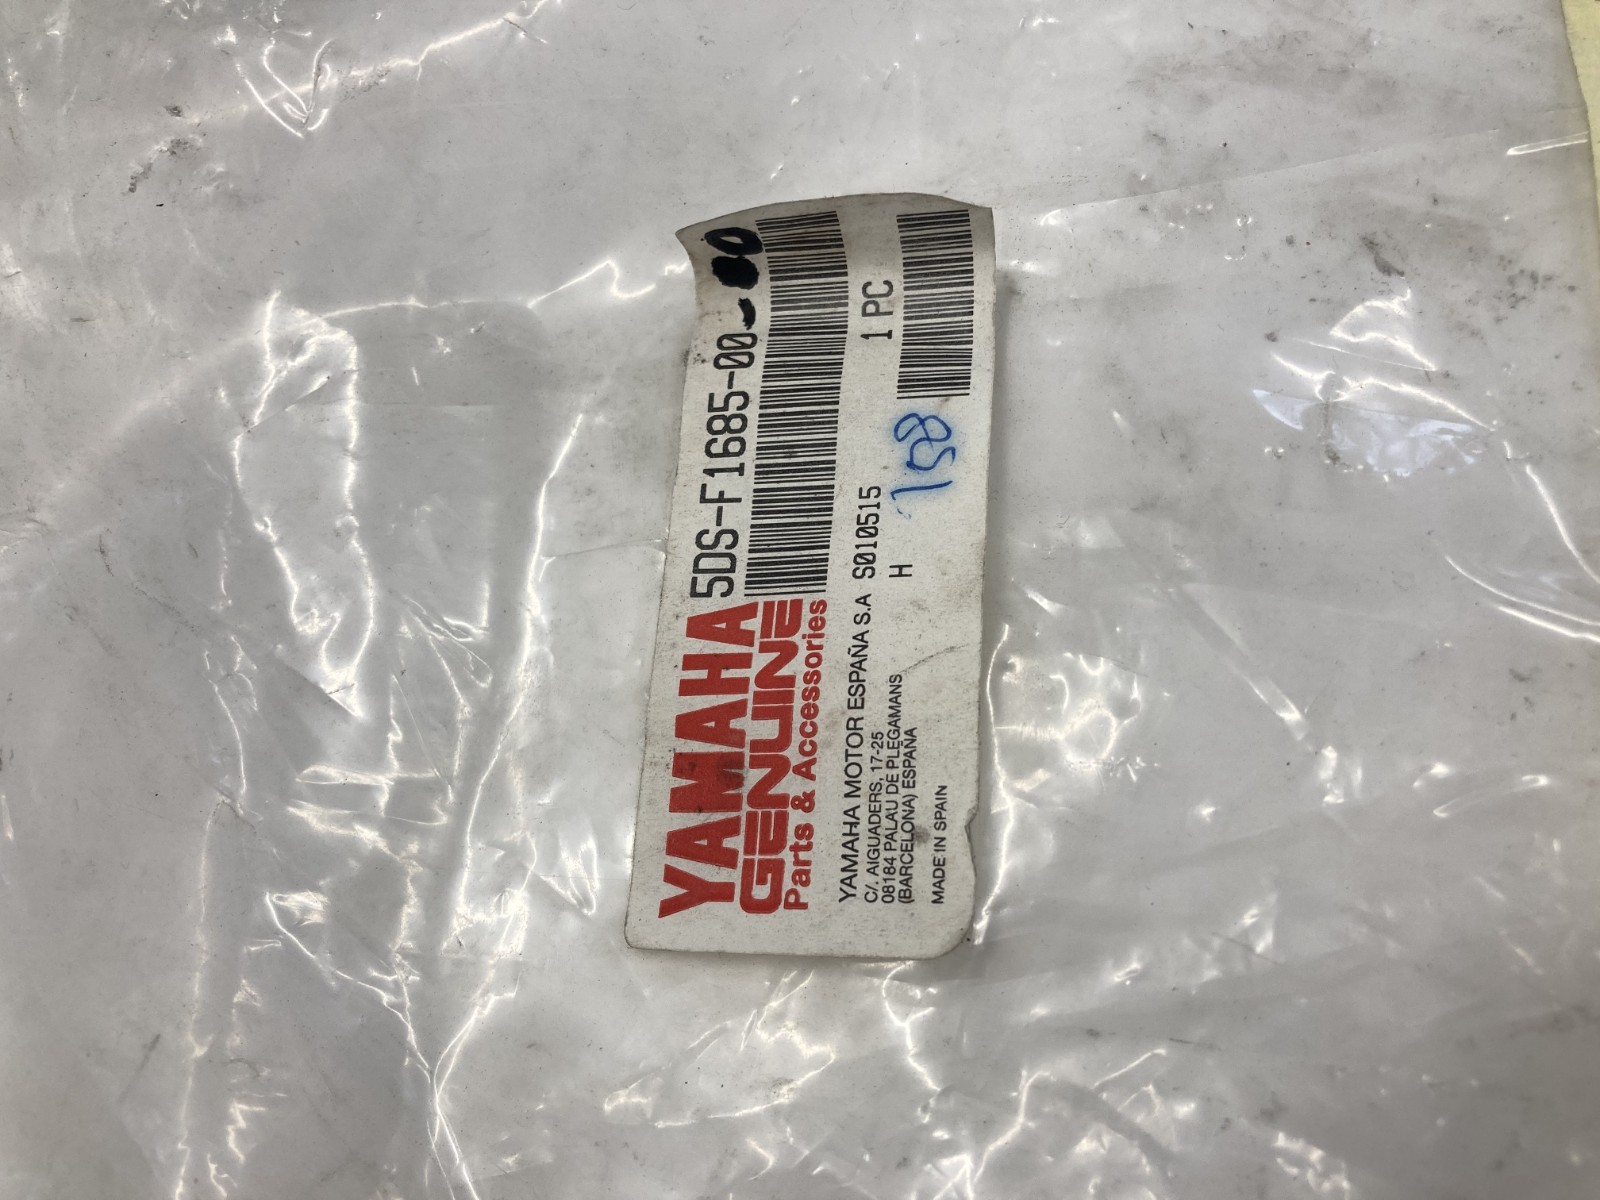 YAMAHA
GENUINE
Parts & Accessories
5DS-F1685-00-00
YAMAHA MOTOR ESPAÑA S.A
C/. AIGUADERS, 17-25
08184 PALAU DE PLEGAMANS
(BARCELONA) ESPAÑA
MADE IN SPAIN
S010515
1 PC
H
158